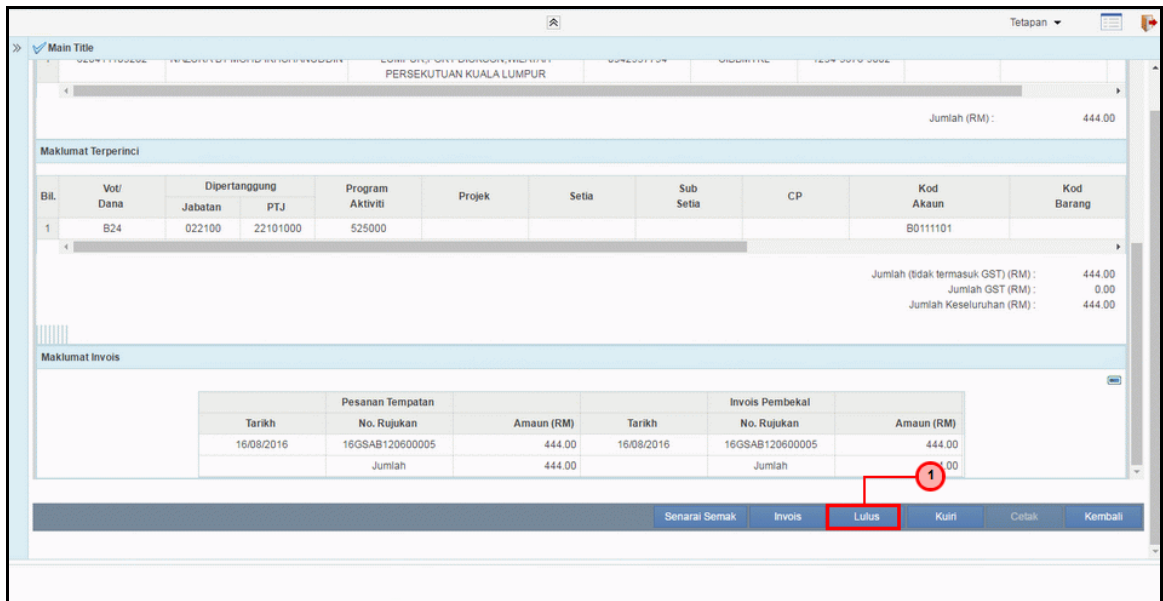 Tetapan
Main Title
PERSEKUTUAN KUALA LUMPUR
Jumlah (RM) : 444.00
Maklumat Terperinci
Bil. Vot/ Dana Dipertanggung Jabatan PTJ Program Aktiviti Projek Setia Sub Setia CP Kod Akaun Kod Barang
1 B24 022100 22101000 525000 B0111101
Jumlah (tidak termasuk GST) (RM) : 444.00
Jumlah GST (RM) : 0.00
Jumlah Keseluruhan (RM) : 444.00
Maklumat Invois
Pesanan Tempatan Invois Pembekal
Tarikh No. Rujukan Amaun (RM) Tarikh No. Rujukan Amaun (RM)
16/08/2016 16GSAB120600005 444.00 16/08/2016 16GSAB120600005 444.00
Jumlah 444.00 Jumlah
1
Senarai Semak Invois Lulus Kuiri Cetak Kembali